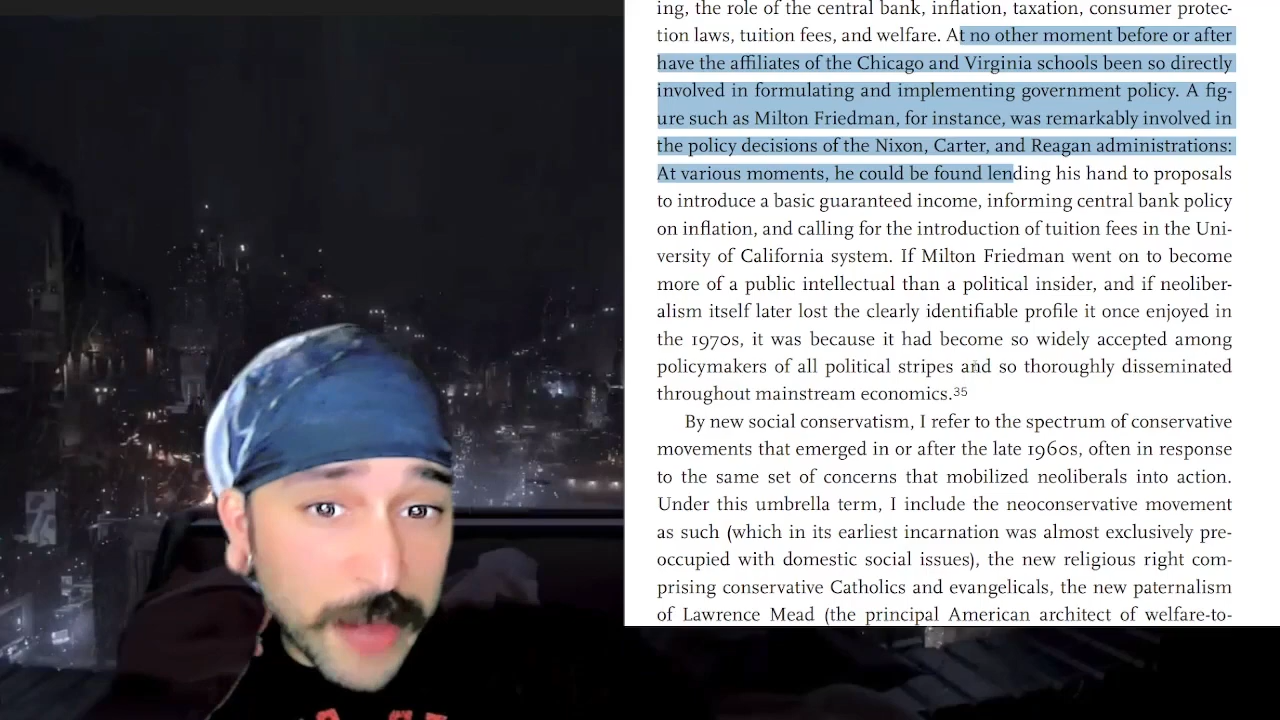 ing, the role of the central bank, inflation, taxation, consumer protec-
tion laws, tuition fees, and welfare. At no other moment before or after
have the affiliates of the Chicago and Virginia schools been so directly
involved in formulating and implementing government policy. A fig-
ure such as Milton Friedman, for instance, was remarkably involved in
the policy decisions of the Nixon, Carter, and Reagan administrations:
At various moments, he could be found lending his hand to proposals
to introduce a basic guaranteed income, informing central bank policy
on inflation, and calling for the introduction of tuition fees in the Uni-
versity of California system. If Milton Friedman went on to become
more of a public intellectual than a political insider, and if neoliber-
alism itself later lost the clearly identifiable profile it once enjoyed in
the 1970s, it was because it had become so widely accepted among
policymakers of all political stripes and so thoroughly disseminated
throughout mainstream economics.35
By new social conservatism, I refer to the spectrum of conservative
movements that emerged in or after the late 1960s, often in response
to the same set of concerns that mobilized neoliberals into action.
Under this umbrella term, I include the neoconservative movement
as such (which in its earliest incarnation was almost exclusively pre-
occupied with domestic social issues), the new religious right com-
prising conservative Catholics and evangelicals, the new paternalism
of Lawrence Mead (the principal American architect of welfare-to-